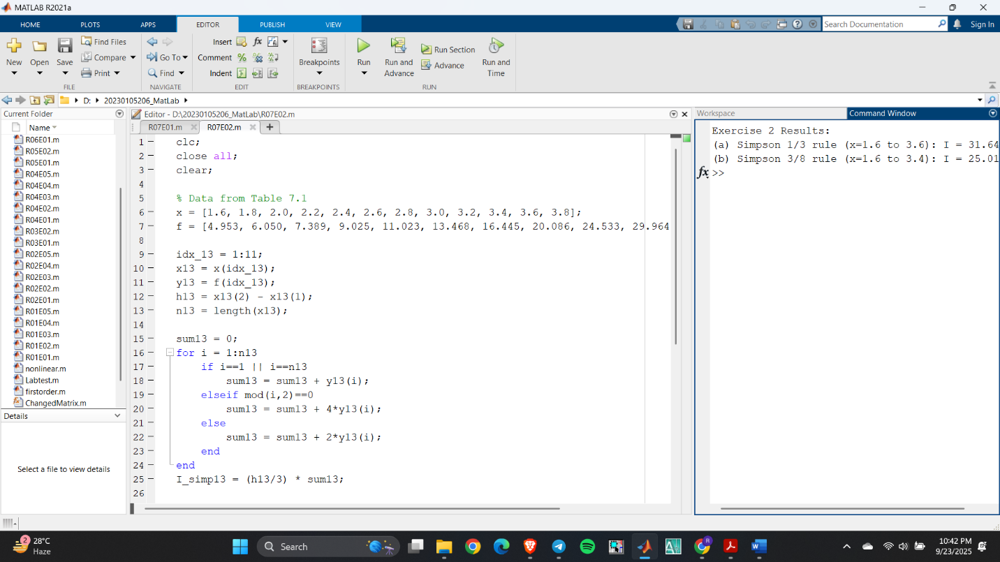 MATLAB R2021a
HOME PLOTS APPS EDITOR PUBLISH VIEW
Search Documentation
Sign In
New
Open
Save
Find Files
Compare
Print
FILE
Go To
Find
NAVIGATE
Insert
Comment
Indent
EDIT
Breakpoints
BREAKPOINTS
Run
Run and Advance
Run Section
Advance
Run and Time
RUN
D: 20230105206_MatLab
Current Folder
Name
R06E01.m
R05E02.m
R05E01.m
R04E05.m
R04E04.m
R04E03.m
R04E02.m
R04E01.m
R03E02.m
R03E01.m
R02E05.m
R02E04.m
R02E03.m
R02E02.m
R02E01.m
R01E05.m
R01E04.m
R01E03.m
R01E02.m
R01E01.m
nonlinear.m
Labtest.m
firstorder.m
ChangedMatrix.m
Details
Select a file to view details
Editor - D:\20230105206_MatLab\R07E02.m
R07E01.m R07E02.m
1 clc;
2 close all;
3 clear;
4
5 % Data from Table 7.1
6 x = [1.6, 1.8, 2.0, 2.2, 2.4, 2.6, 2.8, 3.0, 3.2, 3.4, 3.6, 3.8];
7 f = [4.953, 6.050, 7.389, 9.025, 11.023, 13.468, 16.445, 20.086, 24.533, 29.964
8
9 idx_13 = 1:11;
10 x13 = x(idx_13);
11 y13 = f(idx_13);
12 h13 = x13(2) - x13(1);
13 n13 = length(x13);
14
15 sum13 = 0;
16 for i = 1:n13
17 if i==1 || i==n13
18 sum13 = sum13 + y13(i);
19 elseif mod(i,2)==0
20 sum13 = sum13 + 4*y13(i);
21 else
22 sum13 = sum13 + 2*y13(i);
23 end
24 end
25 I_simp13 = (h13/3) * sum13;
26
Workspace
Command Window
Exercise 2 Results:
(a) Simpson 1/3 rule (x=1.6 to 3.6): I = 31.64
(b) Simpson 3/8 rule (x=1.6 to 3.4): I = 25.01
fx >>
2
28°C
Haze
Search
10:42 PM
9/23/2025